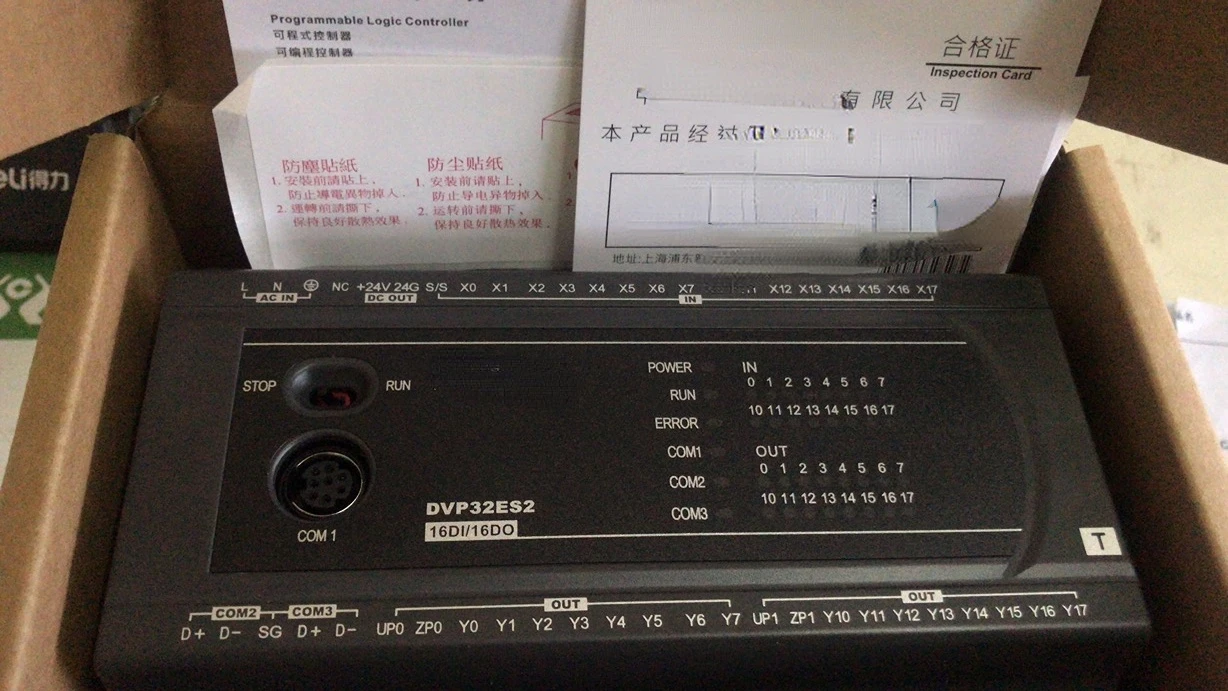 Programmable Logic Controller
可程式控制器
可编程控制器
合格证
Inspection Card
有限公司
本产品经
防塵貼紙
1. 安裝前請貼上,
防止導電異物掉入.
2. 運轉前請撕下,
保持良好散熱效果.
防尘贴纸
1. 安装前请贴上,
防止导电异物掉入.
2. 运转前请撕下,
保持良好散热效果.
地址:上海浦东
eli得力
L N NC +24V 24G S/S X0 X1 X2 X3 X4 X5 X6 X7 X12 X13 X14 X15 X16 X17
AC IN DC OUT IN
STOP RUN
COM 1
DVP32ES2
16DI/16DO
POWER
RUN
ERROR
COM1
COM2
COM3
IN
0 1 2 3 4 5 6 7
10 11 12 13 14 15 16 17
OUT
0 1 2 3 4 5 6 7
10 11 12 13 14 15 16 17
T
COM2 COM3 OUT OUT
D+ D- SG D+ D- UP0 ZP0 Y0 Y1 Y2 Y3 Y4 Y5 Y6 Y7 UP1 ZP1 Y10 Y11 Y12 Y13 Y14 Y15 Y16 Y17